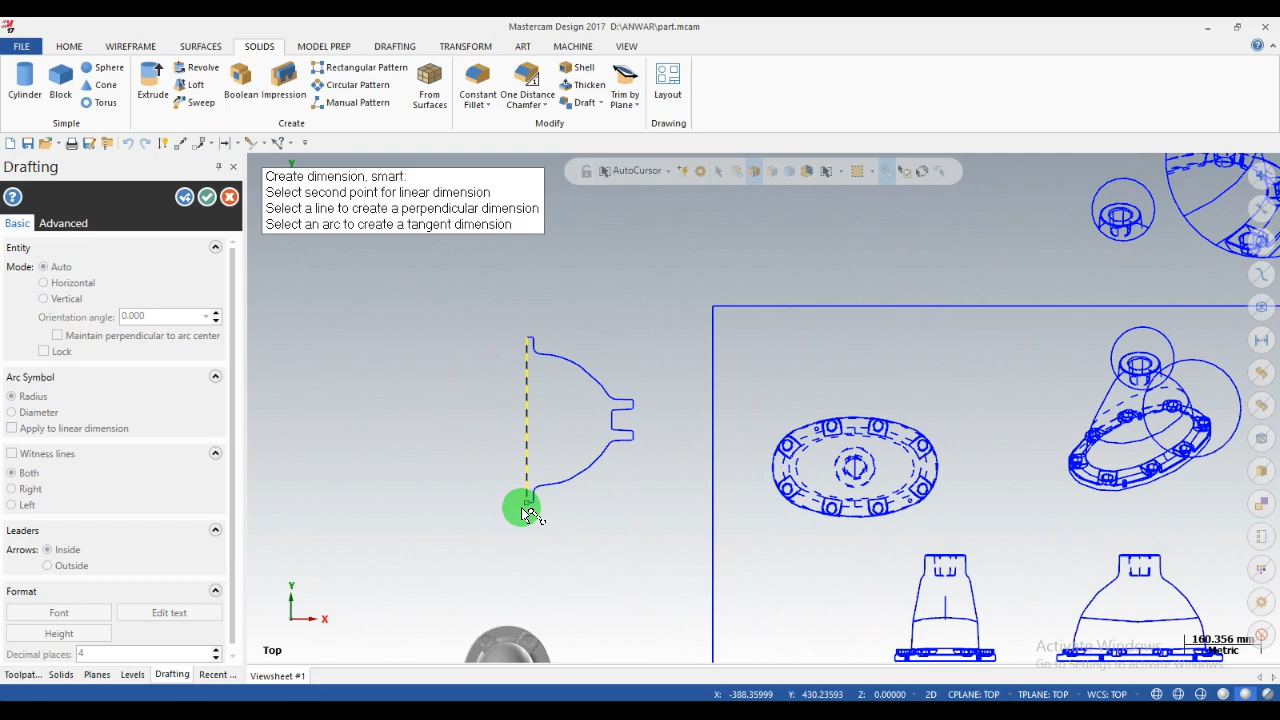 Mastercam Design 2017 D:\ANWAR\part.mcam
17
FILE HOME WIREFRAME SURFACES SOLIDS MODEL PREP DRAFTING TRANSFORM ART MACHINE VIEW
Cylinder Block Sphere Cone Torus
Simple
Extrude Revolve Loft Sweep Boolean Impression Rectangular Pattern Circular Pattern Manual Pattern From Surfaces
Create
Constant Fillet One Distance Chamfer Shell Thicken Draft Trim by Plane
Modify
Layout
Drawing
Drafting
Basic Advanced
Entity
Mode: Auto
Horizontal
Vertical
Orientation angle: 0.000
Maintain perpendicular to arc center
Lock
Arc Symbol
Radius
Diameter
Apply to linear dimension
Witness lines
Both
Right
Left
Leaders
Arrows: Inside
Outside
Format
Font Edit text
Height
Decimal places: 4
Toolpat... Solids Planes Levels Drafting Recent ...
Y
Create dimension, smart:
Select second point for linear dimension
Select a line to create a perpendicular dimension
Select an arc to create a tangent dimension
AutoCursor
Y
X
Top
160.356 mm
Metric
Activate Windows
Go to Settings to activate Windows.
Viewsheet #1
X: -388.35999 Y: 430.23593 Z: 0.00000 2D CPLANE: TOP TPLANE: TOP WCS: TOP